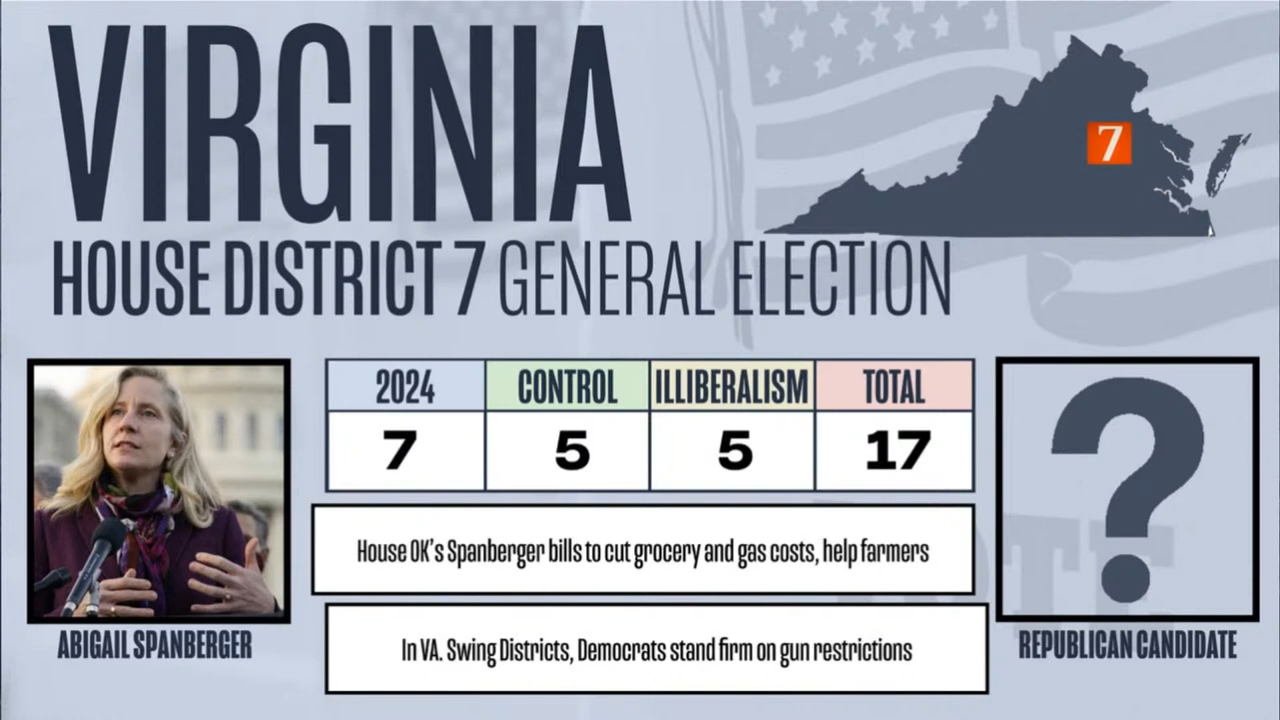 VIRGINIA
7
HOUSE DISTRICT 7 GENERAL ELECTION
2024 CONTROL ILLIBERALISM TOTAL
7 5 5 17
House OK's Spanberger bills to cut grocery and gas costs, help farmers
In VA. Swing Districts, Democrats stand firm on gun restrictions
?
ABIGAIL SPANBERGER
REPUBLICAN CANDIDATE